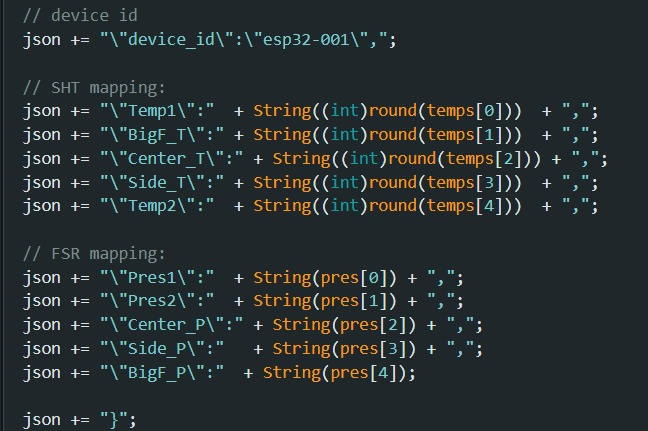 // device id
json += "\"device_id\":\"esp32-001\",";
// SHT mapping:
json += "\"Temp1\":"  + String((int)round(temps[0]))  + ",";
json += "\"BigF_T\":" + String((int)round(temps[1]))  + ",";
json += "\"Center_T\":" + String((int)round(temps[2])) + ",";
json += "\"Side_T\":" + String((int)round(temps[3]))  + ",";
json += "\"Temp2\":"  + String((int)round(temps[4]))  + ",";
// FSR mapping:
json += "\"Pres1\":"  + String(pres[0]) + ",";
json += "\"Pres2\":"  + String(pres[1]) + ",";
json += "\"Center_P\":" + String(pres[2]) + ",";
json += "\"Side_P\":"   + String(pres[3]) + ",";
json += "\"BigF_P\":"  + String(pres[4]);
json += "}";